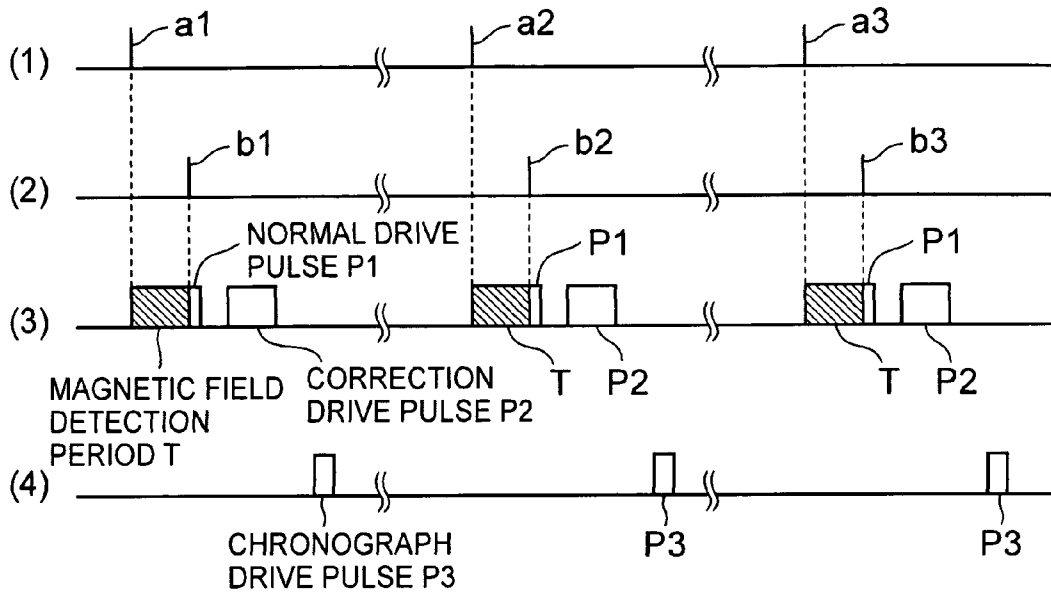 a1
a2
a3
(1)
b1
b2
b3
(2)
NORMAL DRIVE
PULSE P1
P1
P1
(3)
MAGNETIC FIELD
DETECTION
PERIOD T
CORRECTION
DRIVE PULSE P2
T
P2
T
P2
(4)
CHRONOGRAPH
DRIVE PULSE P3
P3
P3